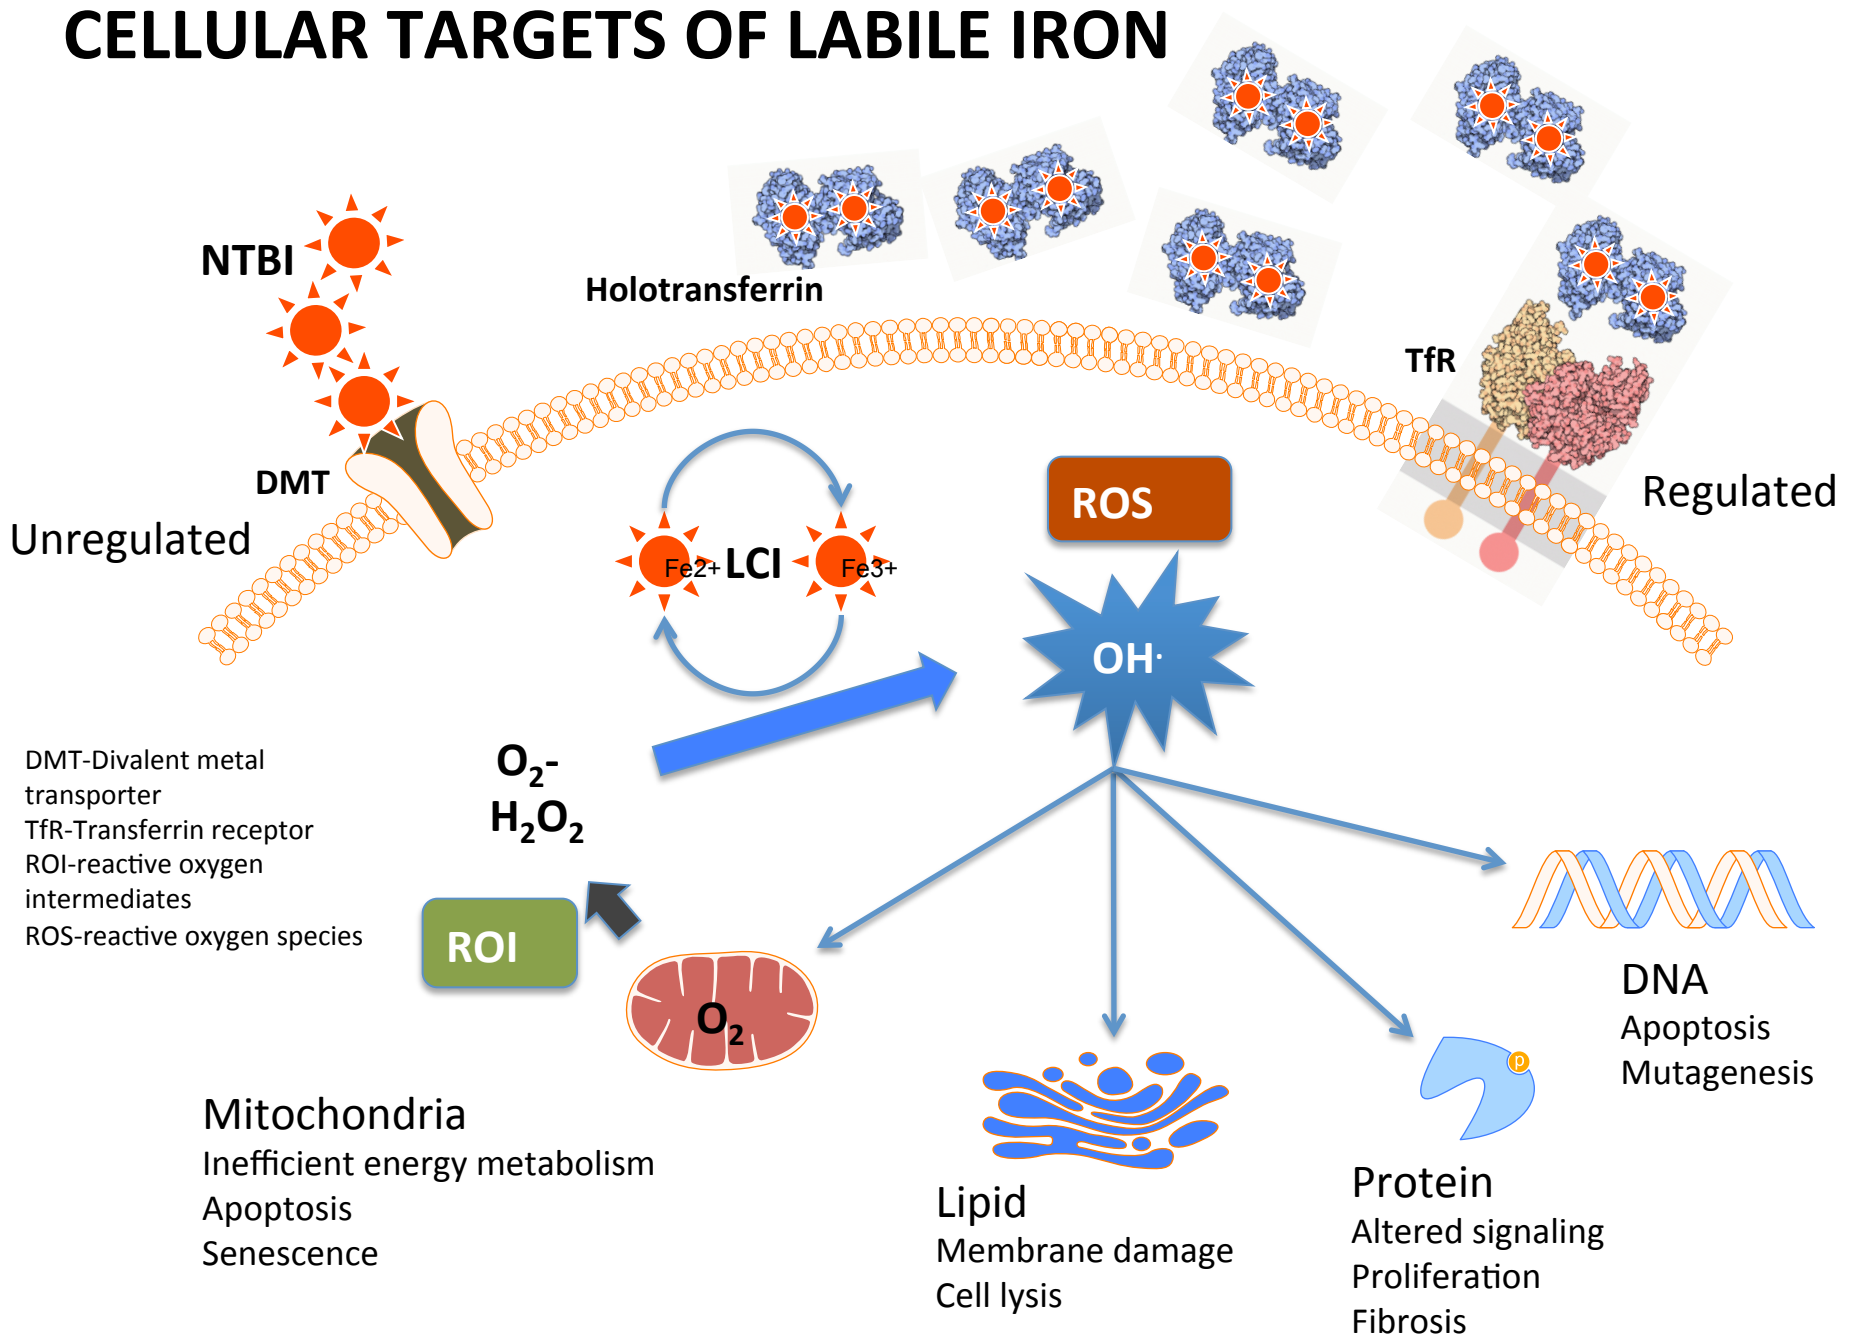 CELLULAR TARGETS OF LABILE IRON
NTBI
Holotransferrin
TfR
DMT
Unregulated
Regulated
Fe2+
LCI
Fe3+
ROS
OH·
O₂-
H₂O₂
DMT-Divalent metal
transporter
TfR-Transferrin receptor
ROI-reactive oxygen
intermediates
ROS-reactive oxygen species
ROI
O₂
Mitochondria
Inefficient energy metabolism
Apoptosis
Senescence
Lipid
Membrane damage
Cell lysis
p
Protein
Altered signaling
Proliferation
Fibrosis
DNA
Apoptosis
Mutagenesis